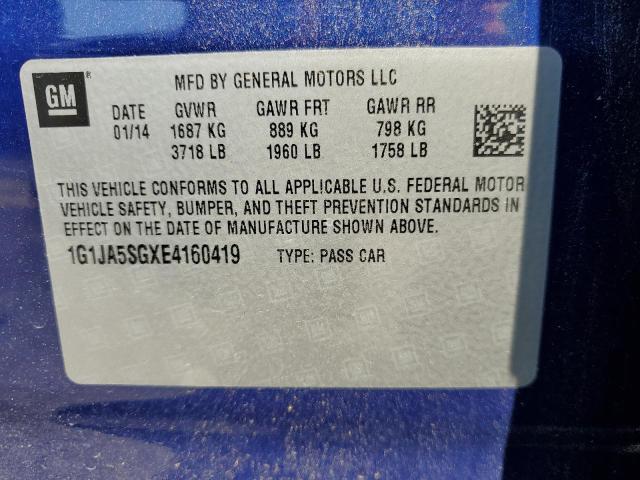 GM ®
MFD BY GENERAL MOTORS LLC
DATE GVWR GAWR FRT GAWR RR
01/14 1687 KG 889 KG 798 KG
3718 LB 1960 LB 1758 LB
THIS VEHICLE CONFORMS TO ALL APPLICABLE U.S. FEDERAL MOTOR
VEHICLE SAFETY, BUMPER, AND THEFT PREVENTION STANDARDS IN
EFFECT ON THE DATE OF MANUFACTURE SHOWN ABOVE.
1G1JA5SGXE4160419 TYPE: PASS CAR